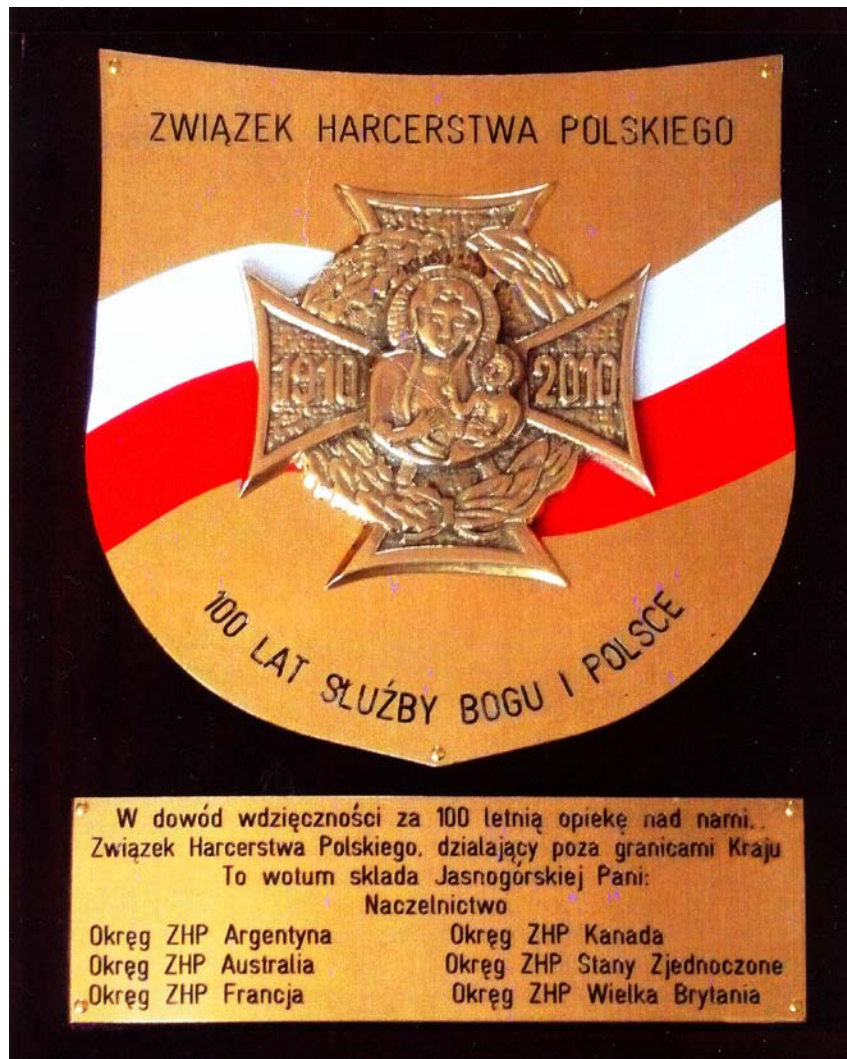 ZWIĄZEK HARCERSTWA POLSKIEGO
1910 2010
100 LAT SŁUŹBY BOGU I POLSCE
W dowód wdzięczności za 100 letnią opiekę nad nami.
Związek Harcerstwa Polskiego, działający poza granicami Kraju
To wotum sklada Jasnogórskiej Pani:
Naczelnictwo
Okręg ZHP Argentyna Okręg ZHP Kanada
Okręg ZHP Australia Okręg ZHP Stany Zjednoczone
Okręg ZHP Francja Okręg ZHP Wielka Brytania